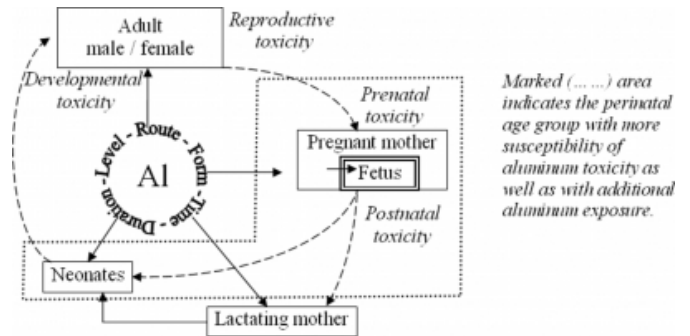 Adult
male / female
Reproductive
toxicity
Developmental
toxicity
Prenatal
toxicity
Pregnant mother
Fetus
Al
Level - Route - Form - Time - Duration -
Postnatal
toxicity
Neonates
Lactating mother
Marked (... ...) area
indicates the perinatal
age group with more
susceptibility of
aluminum toxicity as
well as with additional
aluminum exposure.